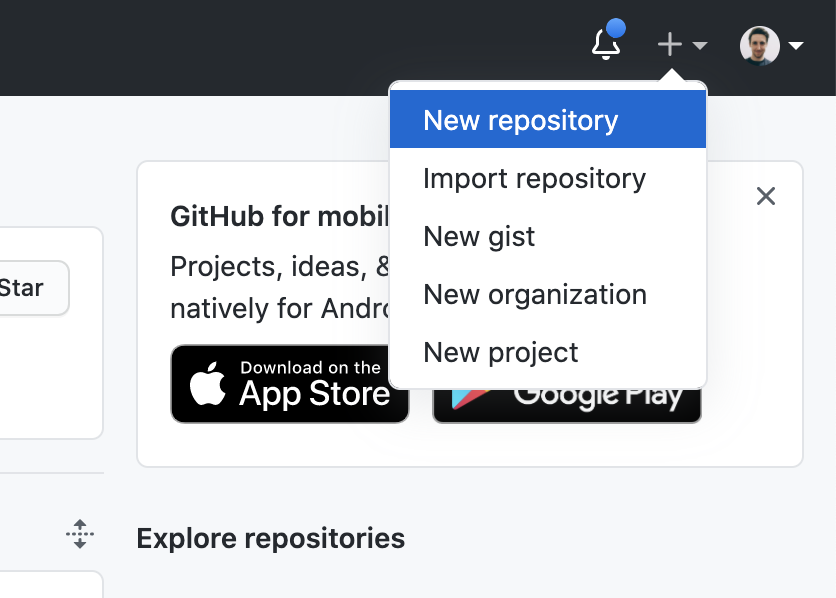 New repository
Import repository
New gist
New organization
New project
GitHub for mobil
Projects, ideas, &
natively for Andro
Star
Download on the
App Store
Google Play
Explore repositories